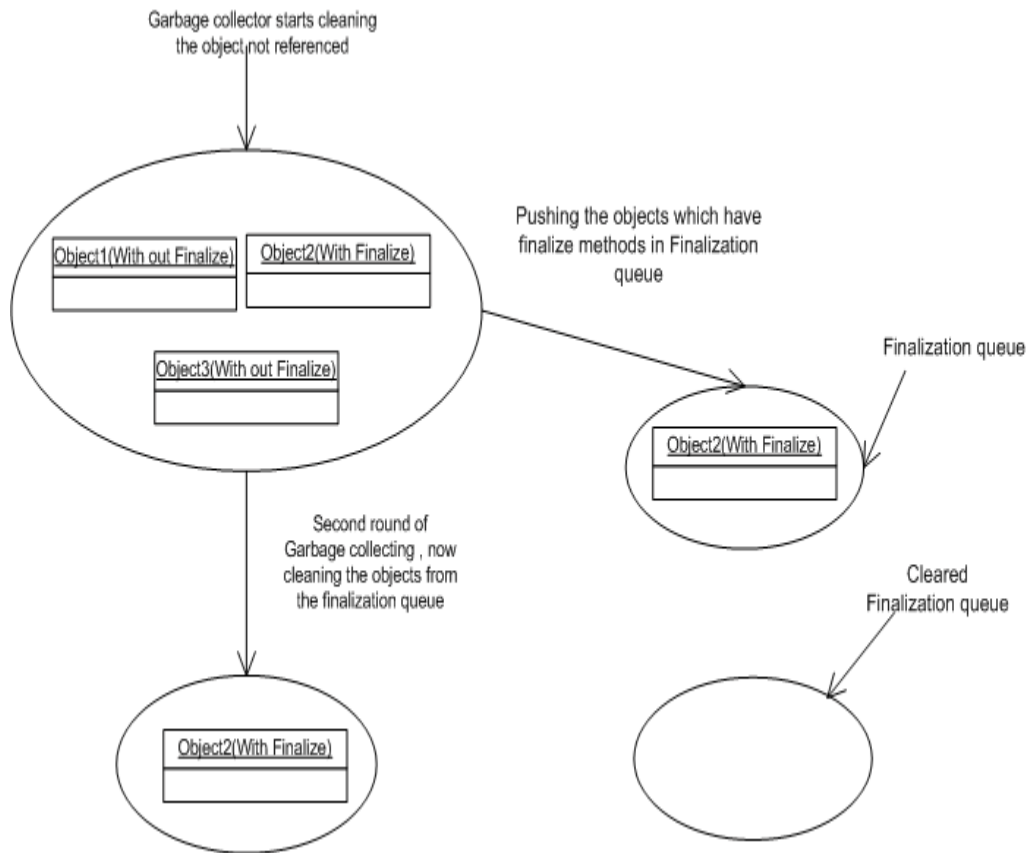 Garbage collector starts cleaning
the object not referenced
Object1(With out Finalize)
Object2(With Finalize)
Object3(With out Finalize)
Pushing the objects which have
finalize methods in Finalization
queue
Finalization queue
Object2(With Finalize)
Second round of
Garbage collecting , now
cleaning the objects from
the finalization queue
Cleared
Finalization queue
Object2(With Finalize)